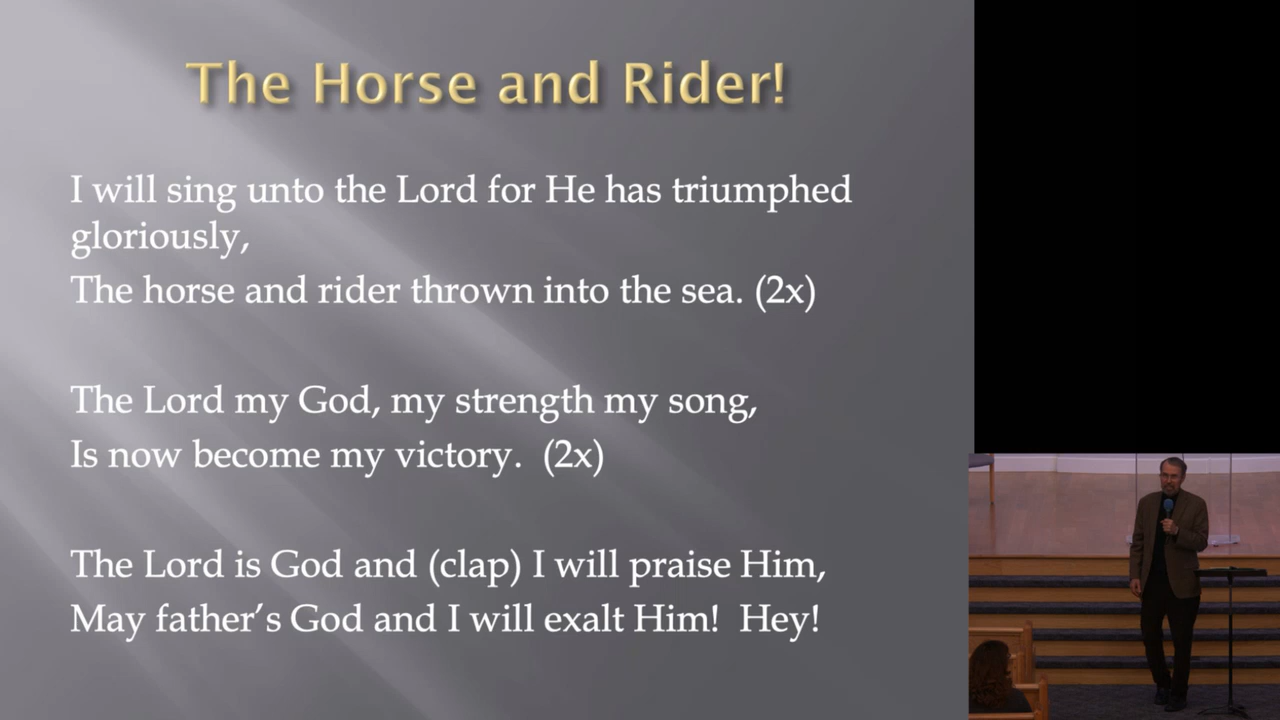 The Horse and Rider!
I will sing unto the Lord for He has triumphed
gloriously,
The horse and rider thrown into the sea. (2x)
The Lord my God, my strength my song,
Is now become my victory.  (2x)
The Lord is God and (clap) I will praise Him,
May father’s God and I will exalt Him!  Hey!